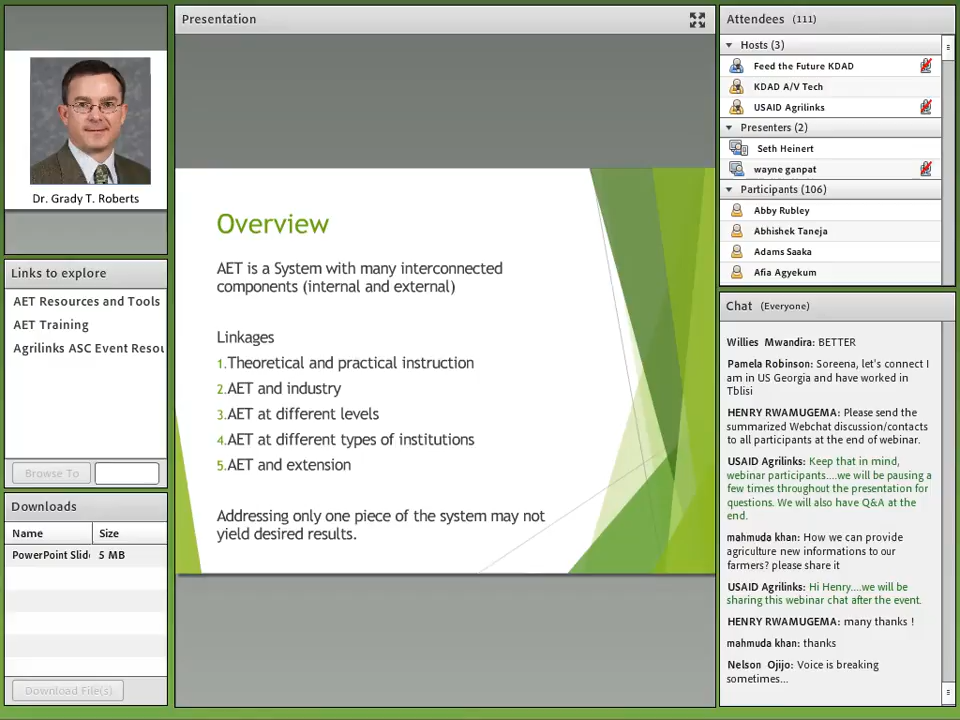 Dr. Grady T. Roberts
Links to explore
AET Resources and Tools
AET Training
Agrilinks ASC Event Resou
Browse To
Downloads
Name Size
PowerPoint Slide 5 MB
Download File(s)
Presentation
Overview
AET is a System with many interconnected
components (internal and external)
Linkages
1.Theoretical and practical instruction
2.AET and industry
3.AET at different levels
4.AET at different types of institutions
5.AET and extension
Addressing only one piece of the system may not
yield desired results.
Attendees (111)
Hosts (3)
Feed the Future KDAD
KDAD A/V Tech
USAID Agrilinks
Presenters (2)
Seth Heinert
wayne ganpat
Participants (106)
Abby Rubley
Abhishek Taneja
Adams Saaka
Afia Agyekum
Chat (Everyone)
Willies Mwandira: BETTER
Pamela Robinson: Soreena, let's connect I
am in US Georgia and have worked in
Tblisi
HENRY RWAMUGEMA: Please send the
summarized Webchat discussion/contacts
to all participants at the end of webinar.
USAID Agrilinks: Keep that in mind,
webinar participants....we will be pausing a
few times throughout the presentation for
questions. We will also have Q&A at the
end.
mahmuda khan: How we can provide
agriculture new informations to our
farmers? please share it
USAID Agrilinks: Hi Henry....we will be
sharing this webinar chat after the event.
HENRY RWAMUGEMA: many thanks !
mahmuda khan: thanks
Nelson Ojijo: Voice is breaking
sometimes...